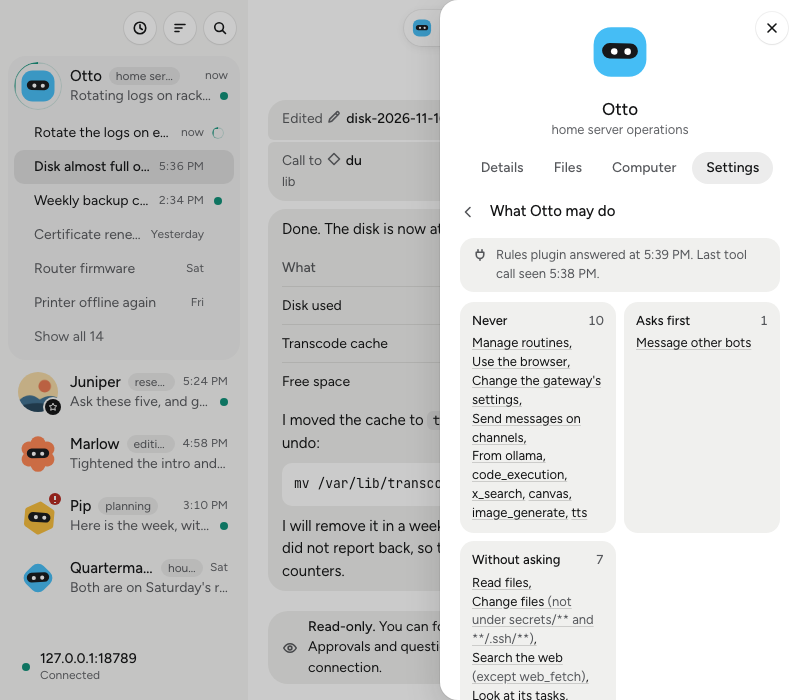 Otto
home ser...
now
Rotating logs on rack...
Rotate the logs on e...
now
Disk almost full o...
5:36 PM
Weekly backup c...
2:34 PM
Certificate rene...
Yesterday
Router firmware
Sat
Printer offline again
Fri
Show all 14
Juniper
rese...
5:24 PM
Ask these five, and g...
Marlow
editi...
4:58 PM
Tightened the intro and...
Pip
planning
3:10 PM
Here is the week, wit...
Quarterma...
hou...
Sat
Both are on Saturday's r...
127.0.0.1:18789
Connected
Edited
disk-2026-11-1
Call to
du
lib
Done. The disk is now at
What
Disk used
Transcode cache
Free space
I moved the cache to
undo:
mv /var/lib/transco
I will remove it in a week
did not report back, so t
counters.
Read-only. You can fo
Approvals and questi
connection.
Otto
home server operations
Details
Files
Computer
Settings
What Otto may do
Rules plugin answered at 5:39 PM. Last tool
call seen 5:38 PM.
Never
10
Manage routines,
Use the browser,
Change the gateway's
settings,
Send messages on
channels,
From ollama,
code_execution,
x_search, canvas,
image_generate, tts
Asks first
1
Message other bots
Without asking
7
Read files,
Change files (not
under secrets/** and
**/.ssh/**),
Search the web
(except web_fetch),
Look at its tasks,